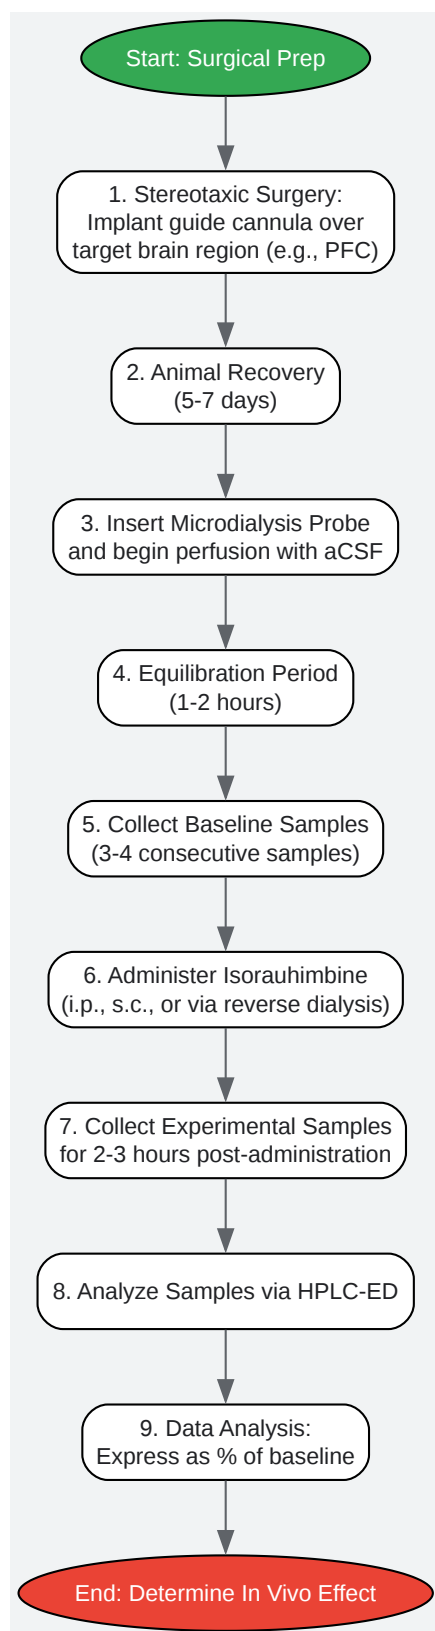 Start: Surgical Prep
1. Stereotaxic Surgery:
Implant guide cannula over
target brain region (e.g., PFC)
2. Animal Recovery
(5-7 days)
3. Insert Microdialysis Probe
and begin perfusion with aCSF
4. Equilibration Period
(1-2 hours)
5. Collect Baseline Samples
(3-4 consecutive samples)
6. Administer Isorauhimbine
(i.p., s.c., or via reverse dialysis)
7. Collect Experimental Samples
for 2-3 hours post-administration
8. Analyze Samples via HPLC-ED
9. Data Analysis:
Express as % of baseline
End: Determine In Vivo Effect